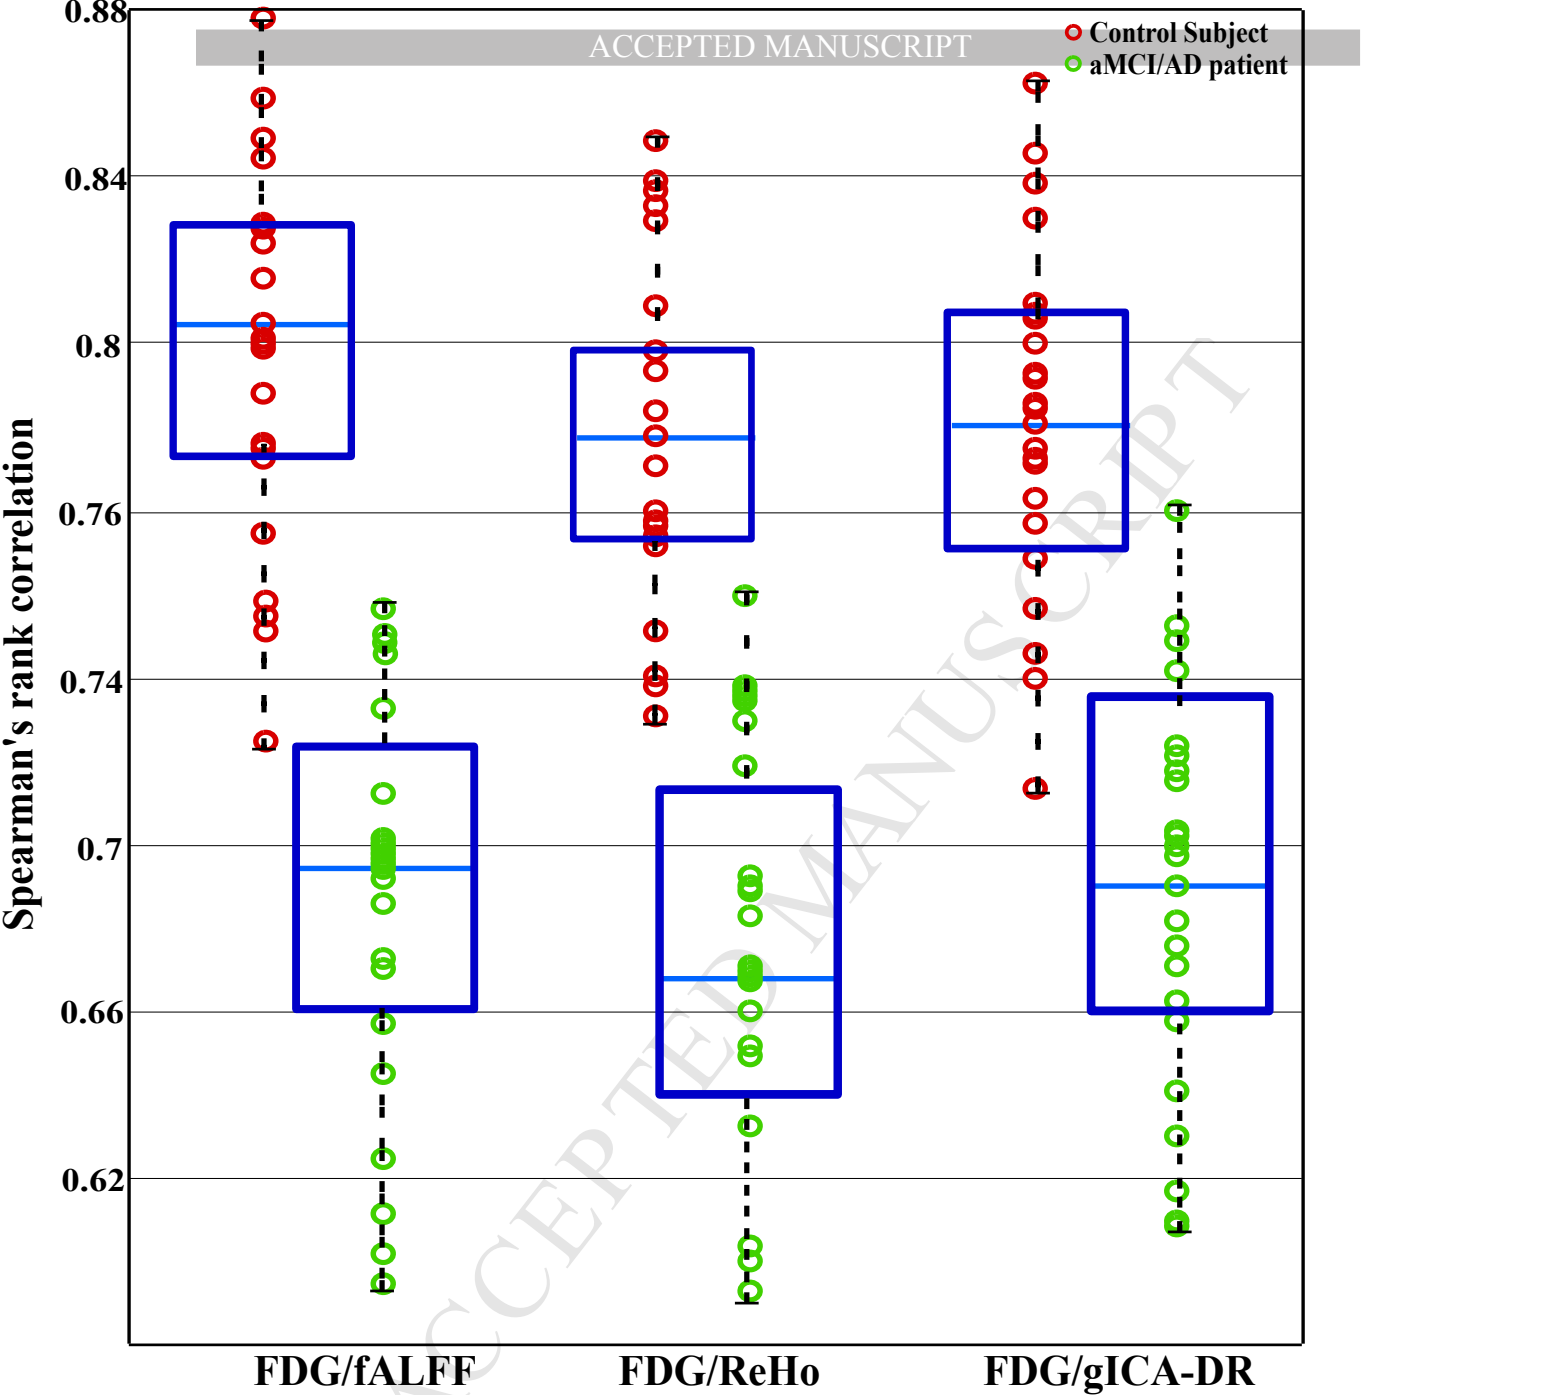 0.88
ACCEPTED MANUSCRIPT
Control Subject
aMCI/AD patient
0.84
0.8
0.76
0.74
0.7
0.66
0.62
Spearman's rank correlation
ACCEPTED MANUSCRIPT
FDG/fALFF
FDG/ReHo
FDG/gICA-DR